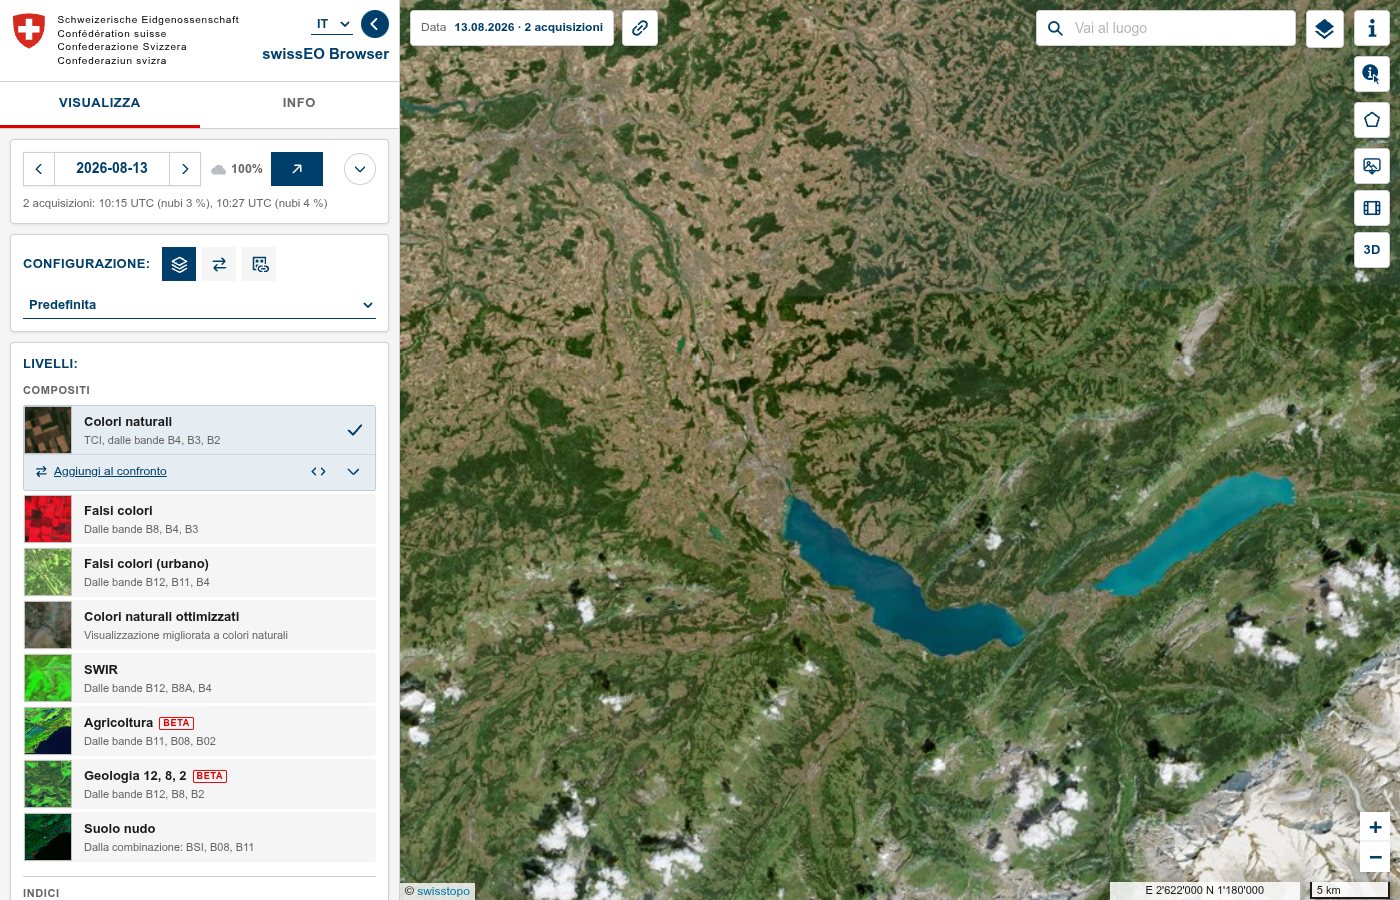 Schweizerische Eidgenossenschaft
Confédération suisse
Confederazione Svizzera
Confederaziun svizra
IT
swissEO Browser
VISUALIZZA
INFO
2026-08-13
100%
2 acquisizioni: 10:15 UTC (nubi 3 %), 10:27 UTC (nubi 4 %)
CONFIGURAZIONE:
Predefinita
LIVELLI:
COMPOSITI
Colori naturali
TCI, dalle bande B4, B3, B2
Aggiungi al confronto
Falsi colori
Dalle bande B8, B4, B3
Falsi colori (urbano)
Dalle bande B12, B11, B4
Colori naturali ottimizzati
Visualizzazione migliorata a colori naturali
SWIR
Dalle bande B12, B8A, B4
Agricoltura BETA
Dalle bande B11, B08, B02
Geologia 12, 8, 2 BETA
Dalle bande B12, B8, B2
Suolo nudo
Dalla combinazione: BSI, B08, B11
INDICI
Data 13.08.2026 · 2 acquisizioni
Vai al luogo
3D
© swisstopo
E 2'622'000 N 1'180'000
5 km